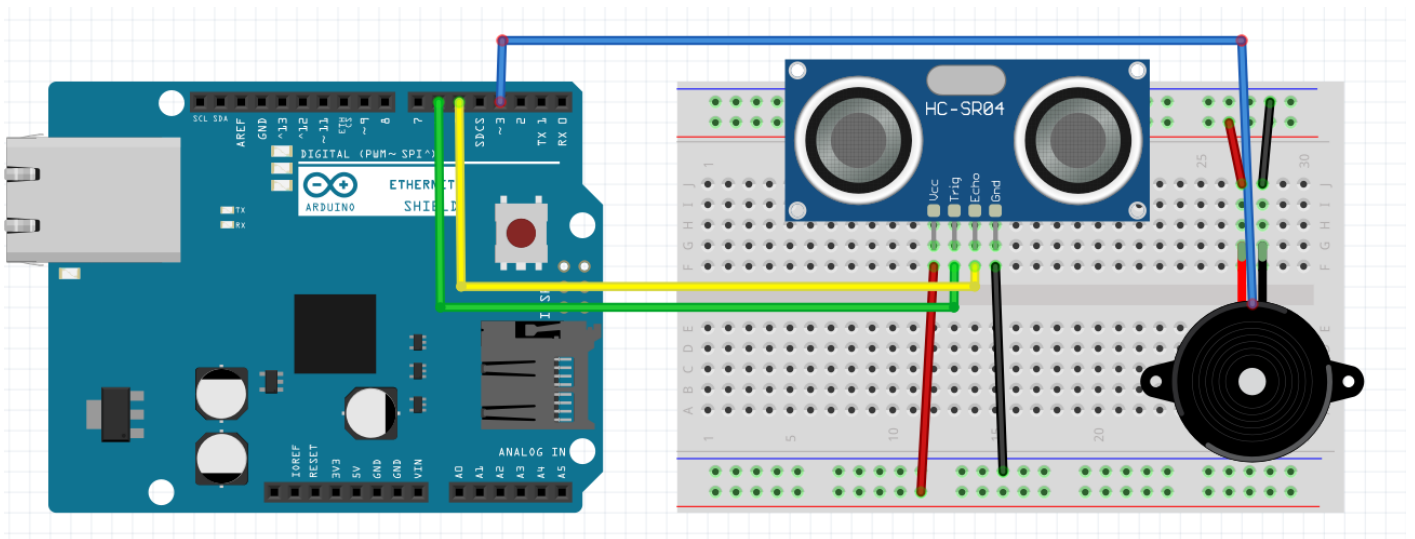 HC-SR04
Vcc
Trig
Echo
Gnd
SCL SDA
AREF
GND
^13
^12
~11
~9
8
7
SDCS
~3
2
TX 1
RX 0
DIGITAL (PWM~ SPI^)
ARDUINO
ETHERNET
SHIELD
TX
RX
IOREF
RESET
3V3
5V
GND
GND
VIN
ANALOG IN
A0
A1
A2
A3
A4
A5
1
25
30
J
J
I
I
H
H
G
G
F
F
E
E
D
C
B
A
1
5
10
15
20